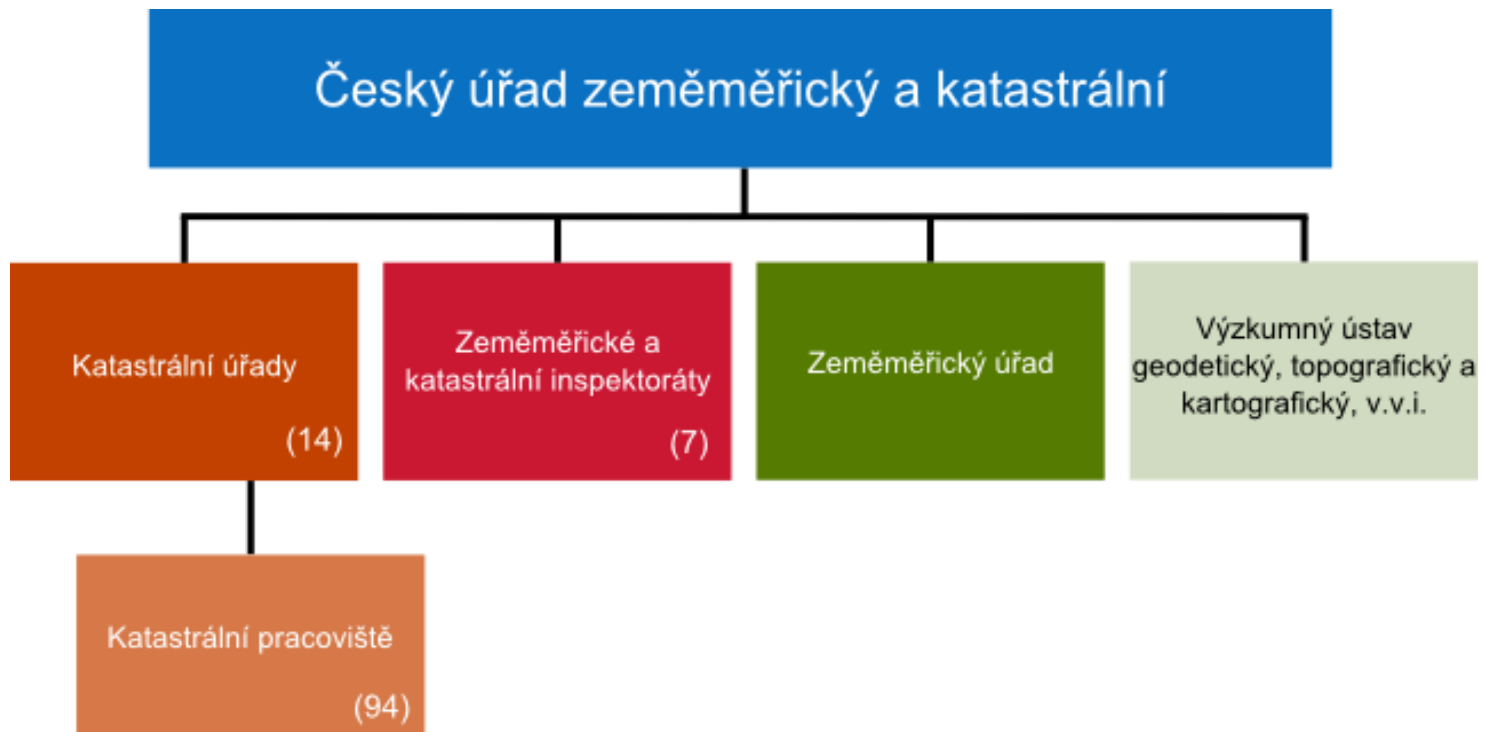 Český úřad zeměměřický a katastrální
Katastrální úřady
(14)
Zeměměřické a
katastrální inspektoráty
(7)
Zeměměřický úřad
Výzkumný ústav
geodetický, topografický a
kartografický, v.v.i.
Katastrální pracoviště
(94)